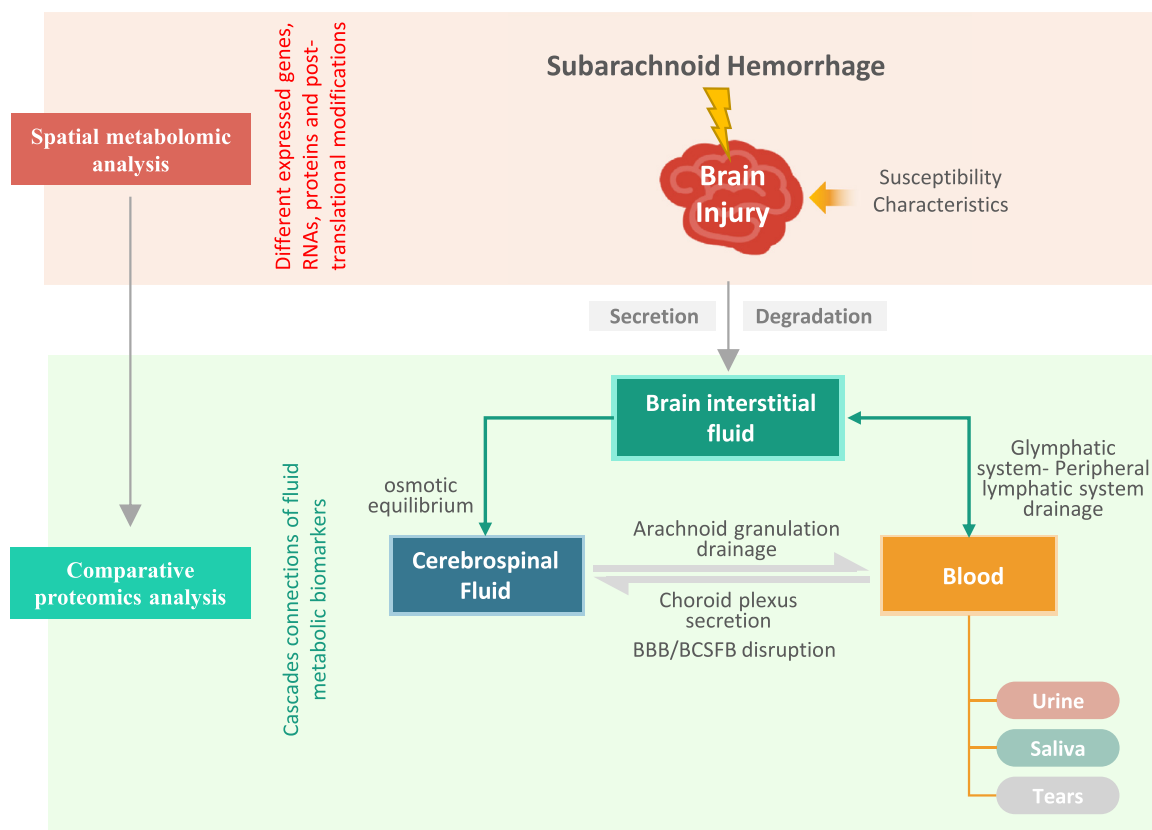 Subarachnoid Hemorrhage
Different expressed genes,
RNAs, proteins and post-
translational modifications
Spatial metabolomic
analysis
Brain
Injury
Susceptibility
Characteristics
Secretion
Degradation
Brain interstitial
fluid
Glymphatic
system- Peripheral
lymphatic system
drainage
osmotic
equilibrium
Cascades connections of fluid
metabolic biomarkers
Comparative
proteomics analysis
Cerebrospinal
Fluid
Arachnoid granulation
drainage
Choroid plexus
secretion
BBB/BCSFB disruption
Blood
Urine
Saliva
Tears